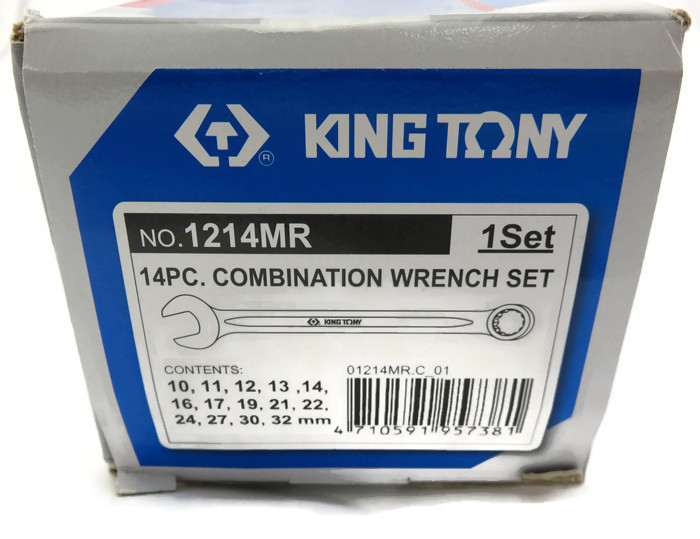 ®
KING TONY
NO.1214MR 1Set
14PC. COMBINATION WRENCH SET
KING TONY
CONTENTS:
10, 11, 12, 13 ,14,
16, 17, 19, 21, 22,
24, 27, 30, 32 mm
01214MR.C_01
4 710591 957381